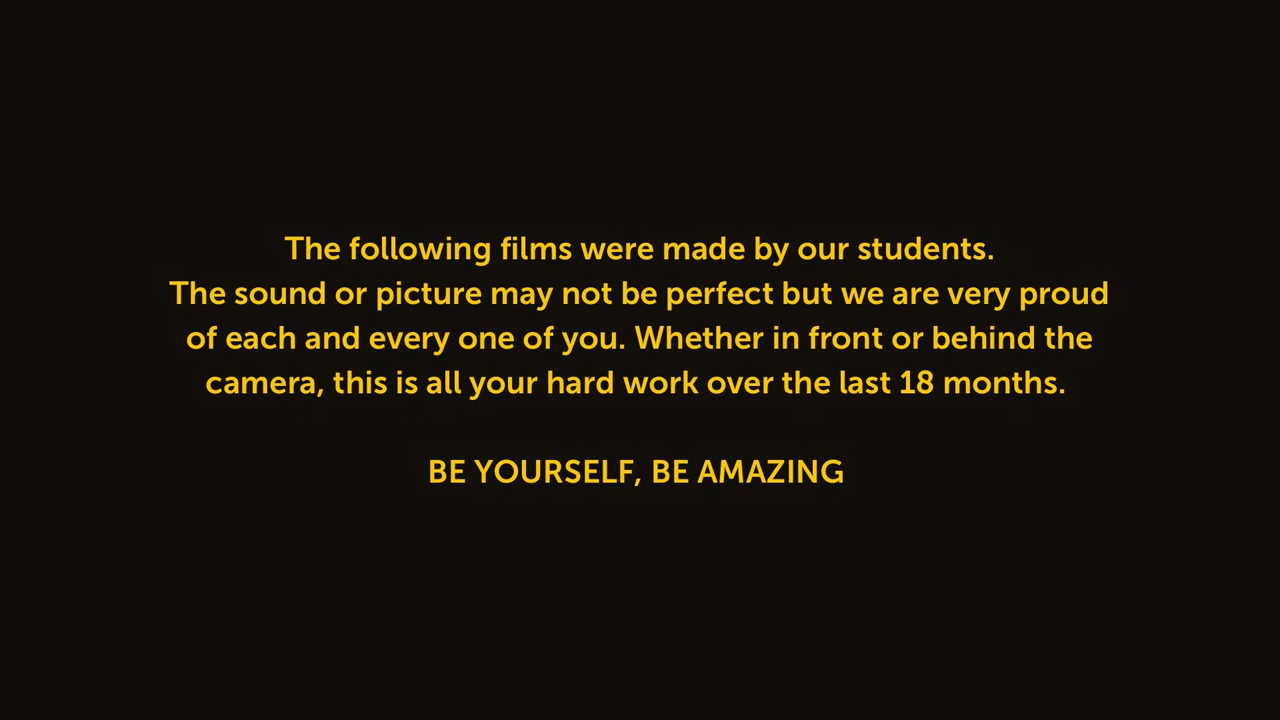 The following films were made by our students.
The sound or picture may not be perfect but we are very proud
of each and every one of you. Whether in front or behind the
camera, this is all your hard work over the last 18 months.
BE YOURSELF, BE AMAZING